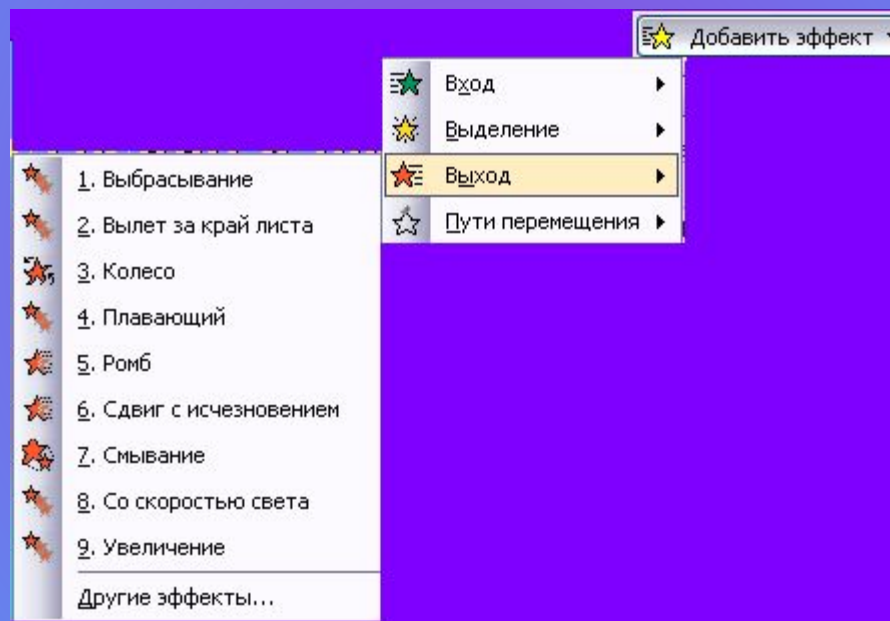 Добавить эффект
Вход
Выделение
Выход
Пути перемещения
1. Выбрасывание
2. Вылет за край листа
3. Колесо
4. Плавающий
5. Ромб
6. Сдвиг с исчезновением
7. Смывание
8. Со скоростью света
9. Увеличение
Другие эффекты...